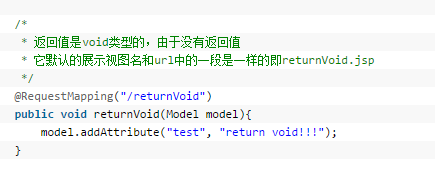 /*
 * 返回值是void类型的，由于没有返回值
 * 它默认的展示视图名和url中的一段是一样的即returnVoid.jsp
 */
@RequestMapping("/returnVoid")
public void returnVoid(Model model){
    model.addAttribute("test", "return void!!!");
}